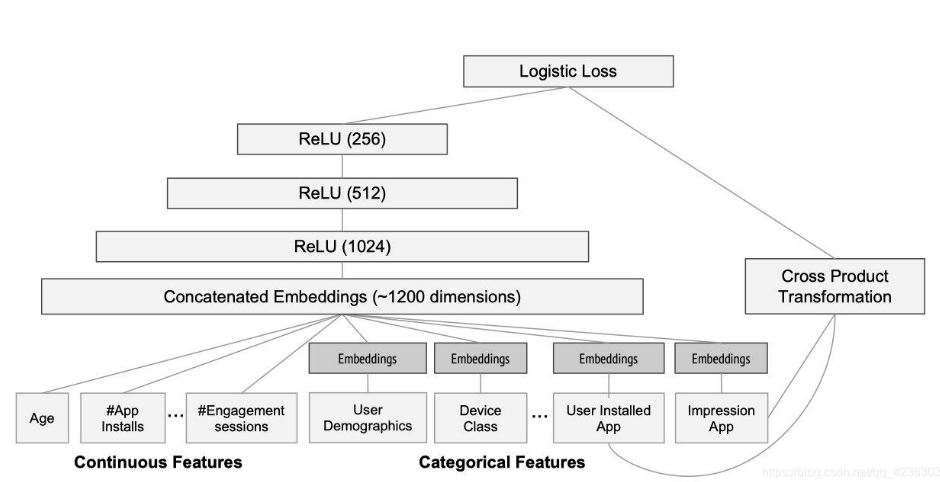 Logistic Loss
ReLU (256)
ReLU (512)
ReLU (1024)
Cross Product
Transformation
Concatenated Embeddings (~1200 dimensions)
Embeddings
Embeddings
Embeddings
Embeddings
Age
#App
Installs
...
#Engagement
sessions
User
Demographics
Device
Class
...
User Installed
App
Impression
App
Continuous Features
Categorical Features
https://blog.csdn.net/qq_4236303